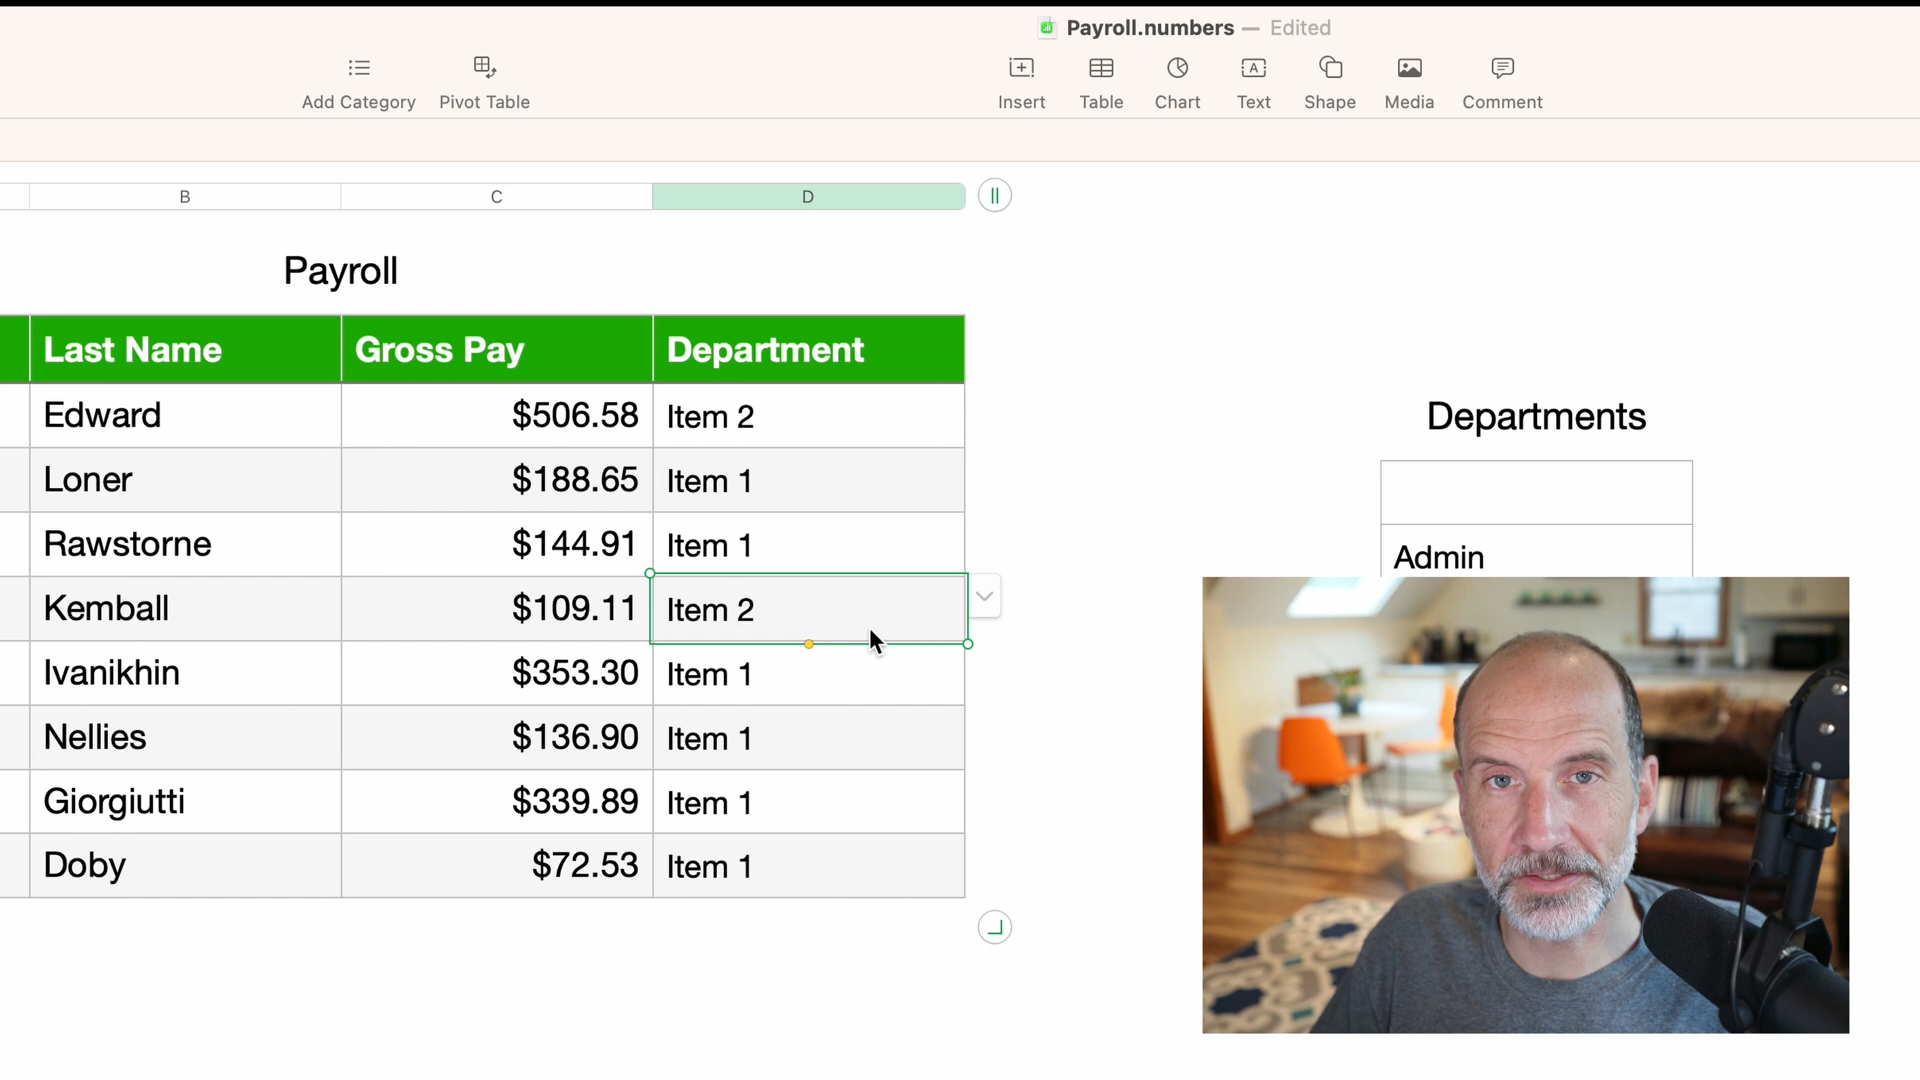 Payroll.numbers — Edited
Add Category
Pivot Table
Insert
Table
Chart
Text
Shape
Media
Comment
B
C
D
Payroll
Last Name
Gross Pay
Department
Edward
$506.58
Item 2
Loner
$188.65
Item 1
Rawstorne
$144.91
Item 1
Kemball
$109.11
Item 2
Ivanikhin
$353.30
Item 1
Nellies
$136.90
Item 1
Giorgiutti
$339.89
Item 1
Doby
$72.53
Item 1
Departments
Admin